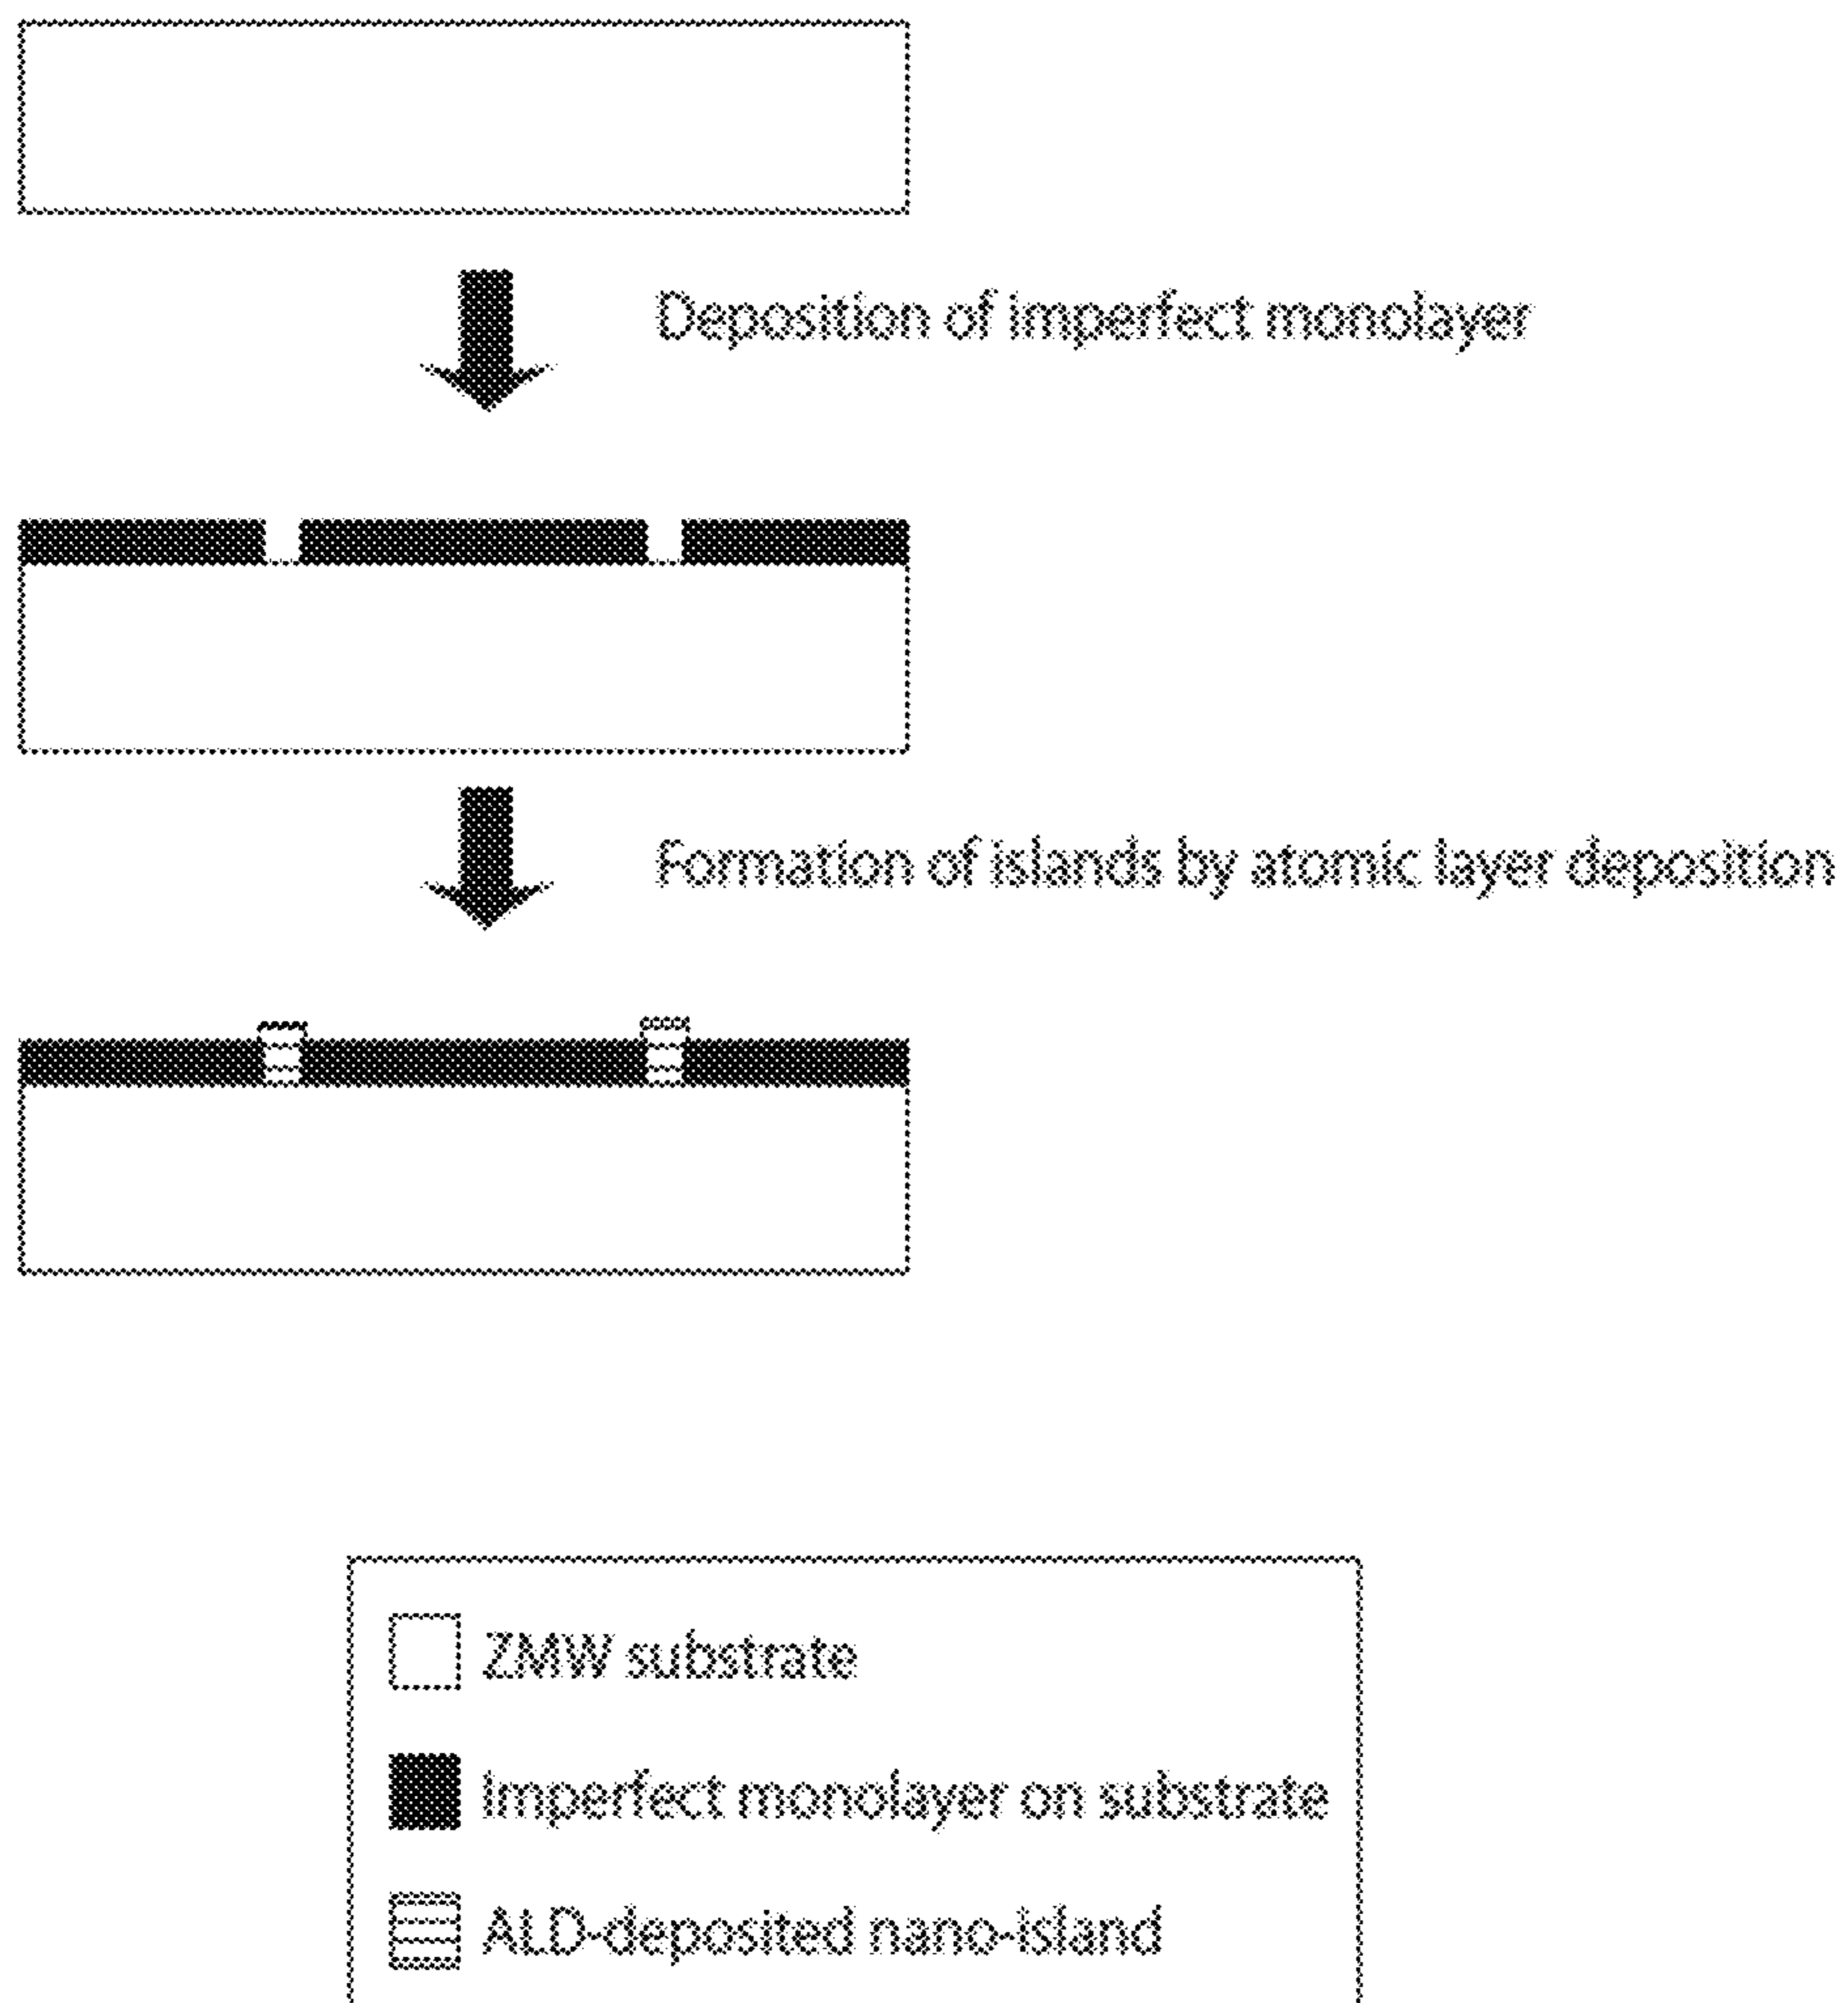 Deposition of imperfect monolayer
Formation of islands by atomic layer deposition
ZMW substrate
Imperfect monolayer on substrate
ALD-deposited nano-island